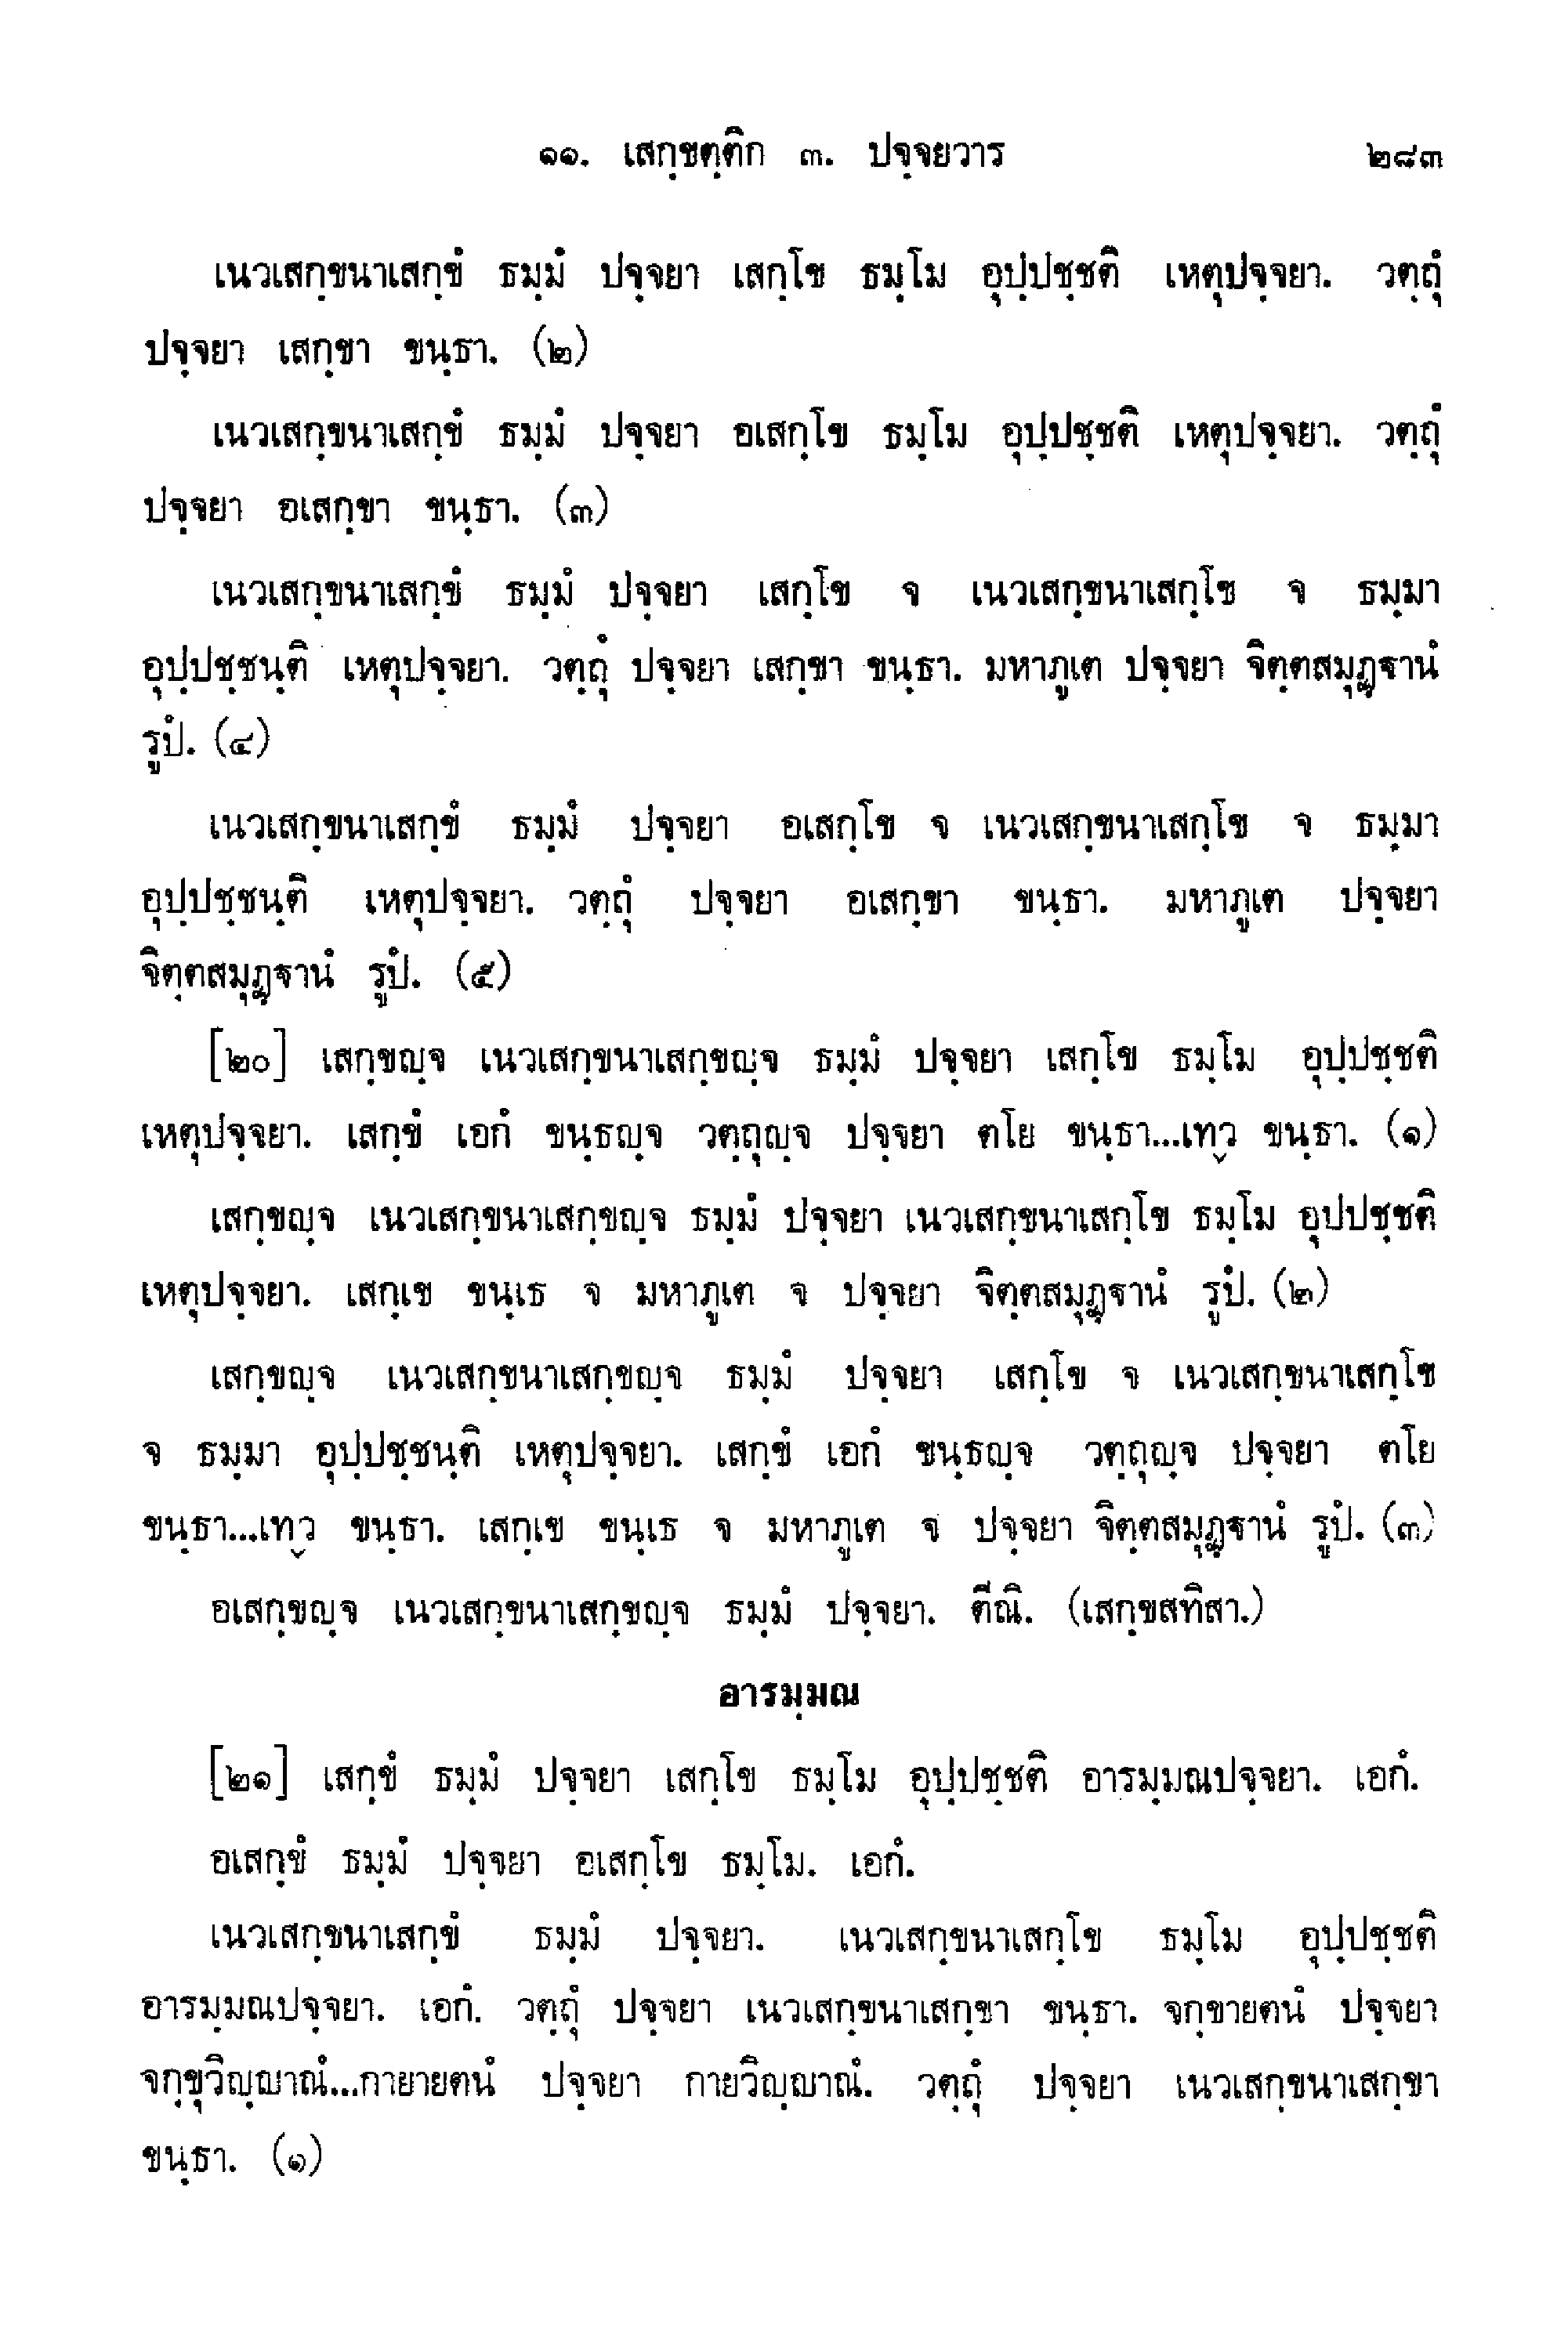 ๑๑. เสกฺขตฺติก ๓. ปจฺจยวาร ๒๘๓
เนวเสกฺขนาเสกฺขํ ธมฺมํ ปจฺจยา เสกฺโข ธมฺโม อุปฺปชฺชติ เหตุปจฺจยา. วตฺถุํ
ปจฺจยา เสกฺขา ขนฺธา. (๒)
เนวเสกฺขนาเสกฺขํ ธมฺมํ ปจฺจยา อเสกฺโข ธมฺโม อุปฺปชฺชติ เหตุปจฺจยา. วตฺถุํ
ปจฺจยา อเสกฺขา ขนฺธา. (๓)
เนวเสกฺขนาเสกฺขํ ธมฺมํ ปจฺจยา เสกฺโข จ เนวเสกฺขนาเสกฺโข จ ธมฺมา
อุปฺปชฺชนฺติ เหตุปจฺจยา. วตฺถุํ ปจฺจยา เสกฺขา ขนฺธา. มหาภูเต ปจฺจยา จิตฺตสมุฏฺฐานํ
รูปํ. (๔)
เนวเสกฺขนาเสกฺขํ ธมฺมํ ปจฺจยา อเสกฺโข จ เนวเสกฺขนาเสกฺโข จ ธมฺมา
อุปฺปชฺชนฺติ เหตุปจฺจยา. วตฺถุํ ปจฺจยา อเสกฺขา ขนฺธา. มหาภูเต ปจฺจยา
จิตฺตสมุฏฺฐานํ รูปํ. (๕)
[๒๐] เสกฺขญฺจ เนวเสกฺขนาเสกฺขญฺจ ธมฺมํ ปจฺจยา เสกฺโข ธมฺโม อุปฺปชฺชติ
เหตุปจฺจยา. เสกฺขํ เอกํ ขนฺธญฺจ วตฺถุญฺจ ปจฺจยา ตโย ขนฺธา...เทฺว ขนฺธา. (๑)
เสกฺขญฺจ เนวเสกฺขนาเสกฺขญฺจ ธมฺมํ ปจฺจยา เนวเสกฺขนาเสกฺโข ธมฺโม อุปฺปชฺชติ
เหตุปจฺจยา. เสกฺเข ขนฺเธ จ มหาภูเต จ ปจฺจยา จิตฺตสมุฏฺฐานํ รูปํ. (๒)
เสกฺขญฺจ เนวเสกฺขนาเสกฺขญฺจ ธมฺมํ ปจฺจยา เสกฺโข จ เนวเสกฺขนาเสกฺโข
จ ธมฺมา อุปฺปชฺชนฺติ เหตุปจฺจยา. เสกฺขํ เอกํ ขนฺธญฺจ วตฺถุญฺจ ปจฺจยา ตโย
ขนฺธา...เทฺว ขนฺธา. เสกฺเข ขนฺเธ จ มหาภูเต จ ปจฺจยา จิตฺตสมุฏฺฐานํ รูปํ. (๓)
อเสกฺขญฺจ เนวเสกฺขนาเสกฺขญฺจ ธมฺมํ ปจฺจยา. ตีณิ. (เสกฺขสทิสา.)
อารมฺมณ
[๒๑] เสกฺขํ ธมฺมํ ปจฺจยา เสกฺโข ธมฺโม อุปฺปชฺชติ อารมฺมณปจฺจยา. เอกํ.
อเสกฺขํ ธมฺมํ ปจฺจยา อเสกฺโข ธมฺโม. เอกํ.
เนวเสกฺขนาเสกฺขํ ธมฺมํ ปจฺจยา. เนวเสกฺขนาเสกฺโข ธมฺโม อุปฺปชฺชติ
อารมฺมณปจฺจยา. เอกํ. วตฺถุํ ปจฺจยา เนวเสกฺขนาเสกฺขา ขนฺธา. จกฺขายตนํ ปจฺจยา
จกฺขุวิญฺญาณํ...กายายตนํ ปจฺจยา กายวิญฺญาณํ. วตฺถุํ ปจฺจยา เนวเสกฺขนาเสกฺขา
ขนฺธา. (๑)